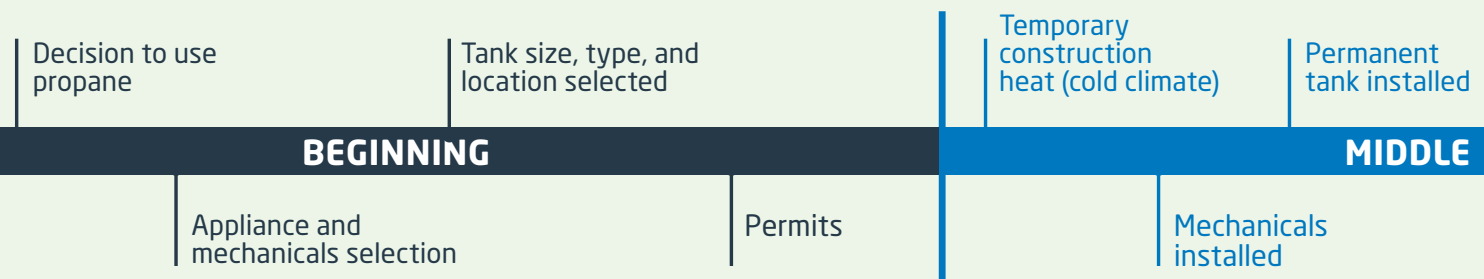 Decision to use
propane
Tank size, type, and
location selected
Temporary
construction
heat (cold climate)
Permanent
tank installed
BEGINNING
MIDDLE
Appliance and
mechanicals selection
Permits
Mechanicals
installed